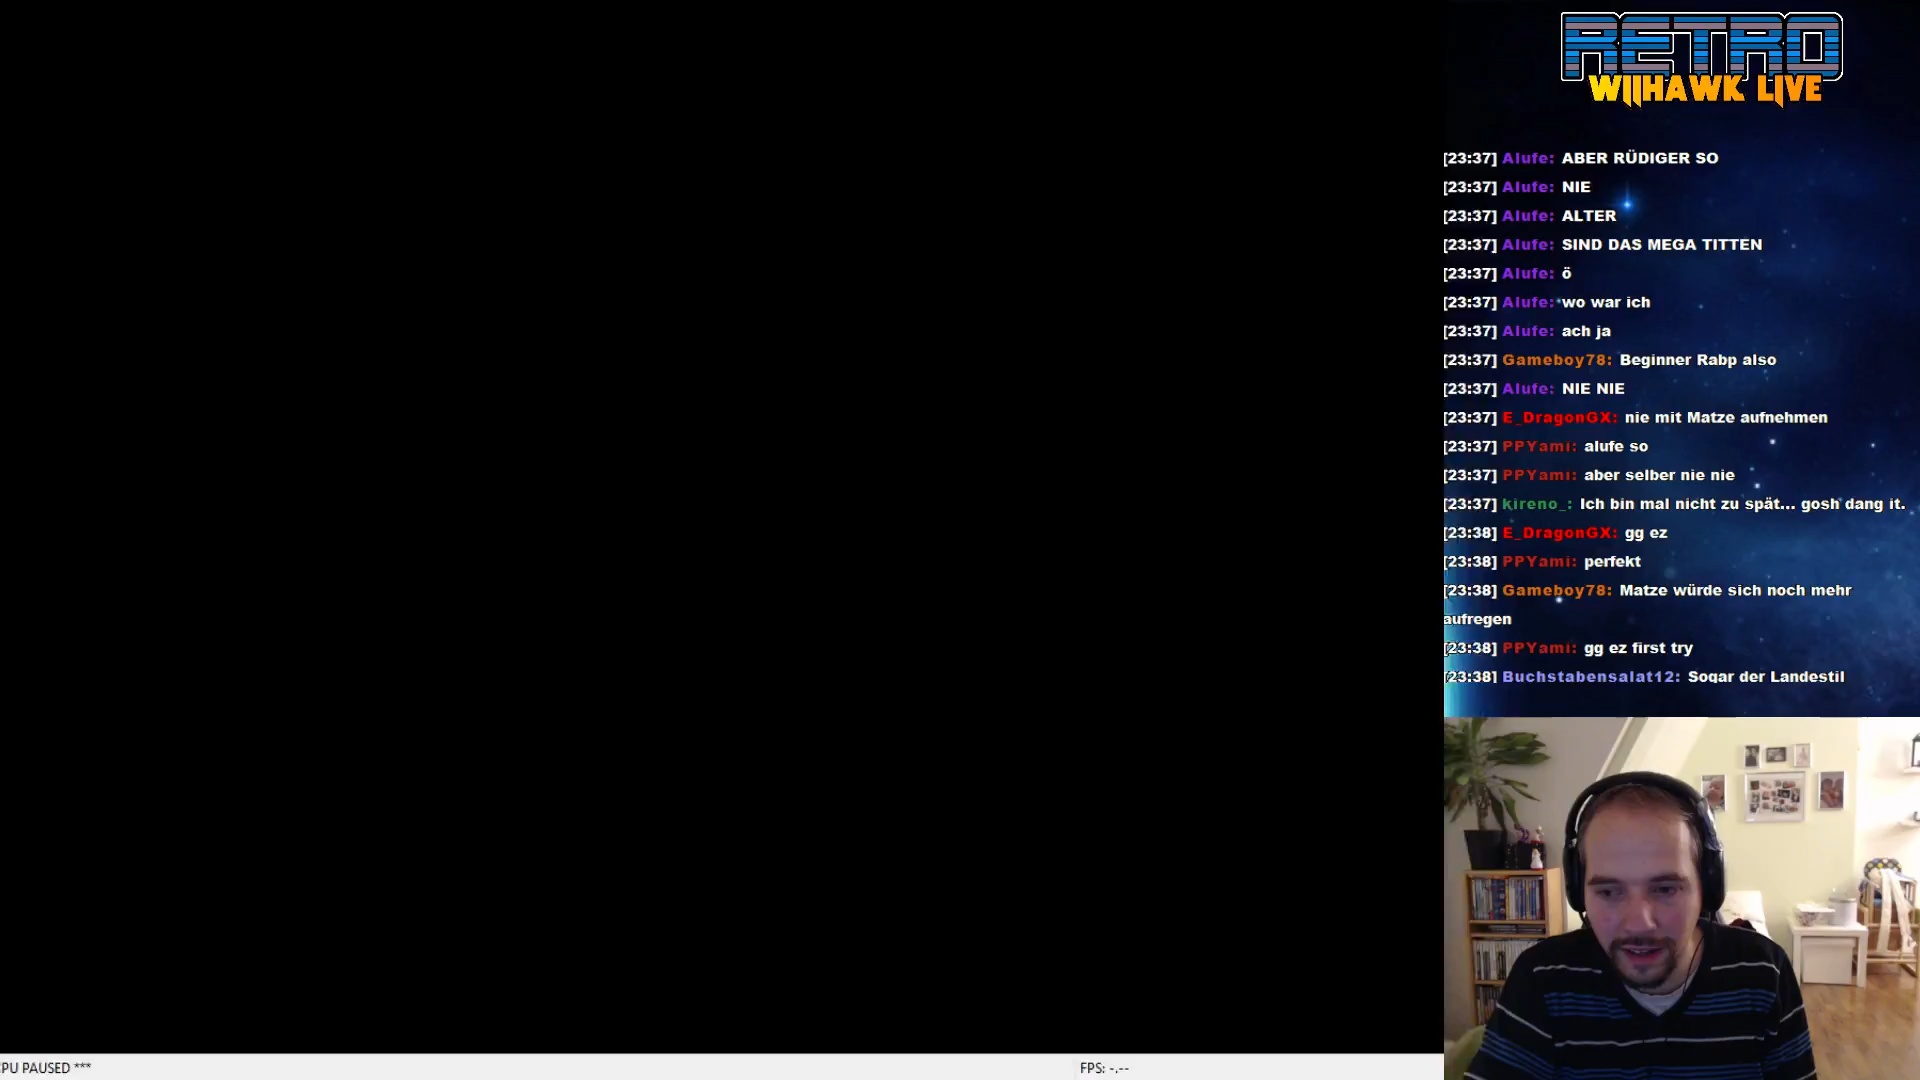 RETRO
WIIHAWK LIVE
[23:37] Alufe: ABER RÜDIGER SO
[23:37] Alufe: NIE
[23:37] Alufe: ALTER
[23:37] Alufe: SIND DAS MEGA TITTEN
[23:37] Alufe: ö
[23:37] Alufe: wo war ich
[23:37] Alufe: ach ja
[23:37] Gameboy78: Beginner Rabp also
[23:37] Alufe: NIE NIE
[23:37] E_DragonGX: nie mit Matze aufnehmen
[23:37] PPYami: alufe so
[23:37] PPYami: aber selber nie nie
[23:37] kireno_: Ich bin mal nicht zu spät... gosh dang it.
[23:38] E_DragonGX: gg ez
[23:38] PPYami: perfekt
[23:38] Gameboy78: Matze würde sich noch mehr
aufregen
[23:38] PPYami: gg ez first try
[23:38] Buchstabensalat12: Sogar der Landestil
PU PAUSED ***
FPS: -.--